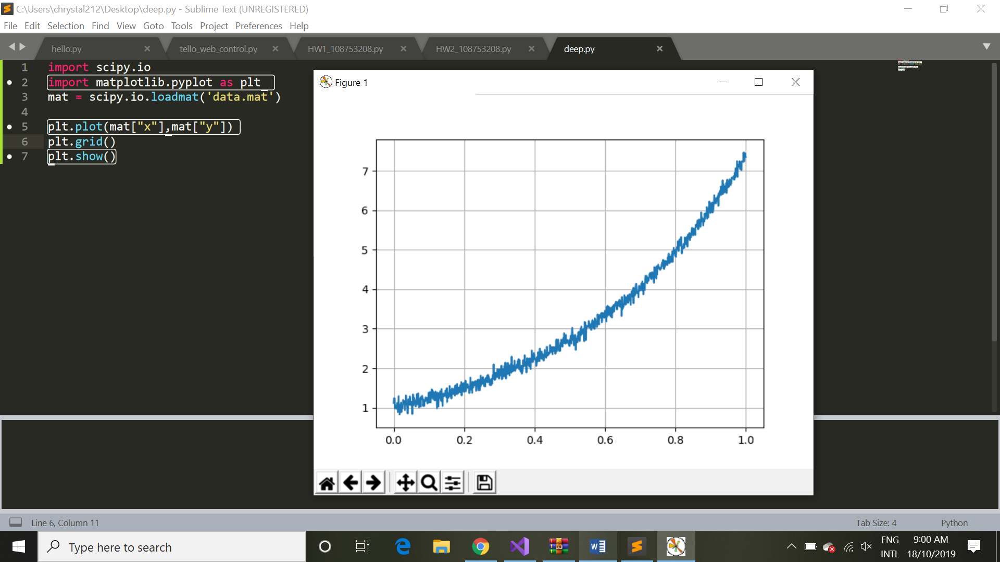 C:\Users\chrystal212\Desktop\deep.py - Sublime Text (UNREGISTERED)
File Edit Selection Find View Goto Tools Project Preferences Help
hello.py tello_web_control.py HW1_108753208.py HW2_108753208.py deep.py
1 import scipy.io
2 import matplotlib.pyplot as plt
3 mat = scipy.io.loadmat('data.mat')
4
5 plt.plot(mat["x"],mat["y"])
6 plt.grid()
7 plt.show()
Figure 1
7
6
5
4
3
2
1
0.0 0.2 0.4 0.6 0.8 1.0
Line 6, Column 11 Tab Size: 4 Python
Type here to search
ENG 9:00 AM
INTL 18/10/2019